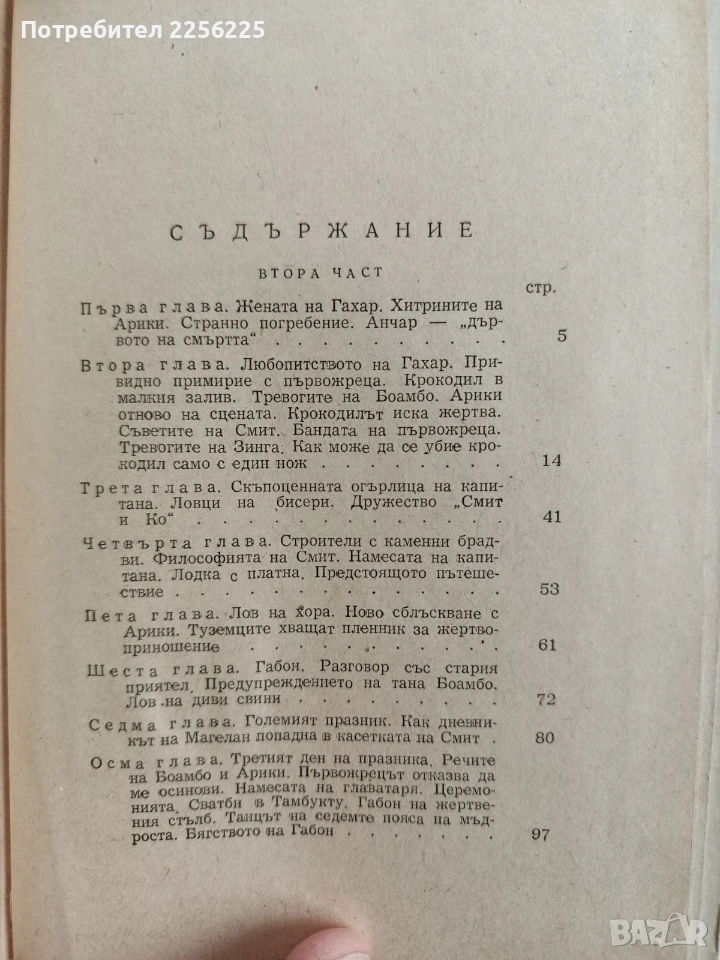 Потребител 2256225
СЪДЪРЖАНИЕ
ВТОРА ЧАСТ
стр.
Първа глава. Жената на Гахар. Хитрините на
Арики. Странно погребение. Анчар — „дър-
вото на смъртта“ . . . . . . . . . . 5
Втора глава. Любопитството на Гахар. При-
видно примирие с първожреца. Крокодил в
малкия залив. Тревогите на Боамбо. Арики
отново на сцената. Крокодилът иска жертва.
Съветите на Смит. Бандата на първожреца.
Тревогите на Зинга. Как може да се убие кро-
кодил само с един нож . . . . . . . 14
Трета глава. Скъпоценната огърлица на капи-
тана. Ловци на бисери. Дружество „Смит
и Ко“ . . . . . . . . . . . . . 41
Четвърта глава. Строители с каменни брад-
ви. Философията на Смит. Намесата на капи-
тана. Лодка с платна. Предстоящото пътеше-
ствие . . . . . . . . . . . . . 53
Пета глава. Лов на хора. Ново сблъскване с
Арики. Туземците хващат пленник за жертво-
приношение . . . . . . . . . . . 61
Шеста глава. Габон. Разговор със стария
приятел. Предупреждението на тана Боамбо.
Лов на диви свини . . . . . . . . . 72
Седма глава. Големият празник. Как дневни-
кът на Магелан попадна в касетката на Смит . 80
Осма глава. Третият ден на празника. Речите
на Боамбо и Арики. Първожрецът отказва да
ме осинови. Намесата на главатаря. Церемо-
нията. Сватби в Тамбукту. Габон на жертве-
ния стълб. Танцът на седемте пояса на мъд-
роста. Бягството на Габон . . . . . . 97
BAZAR